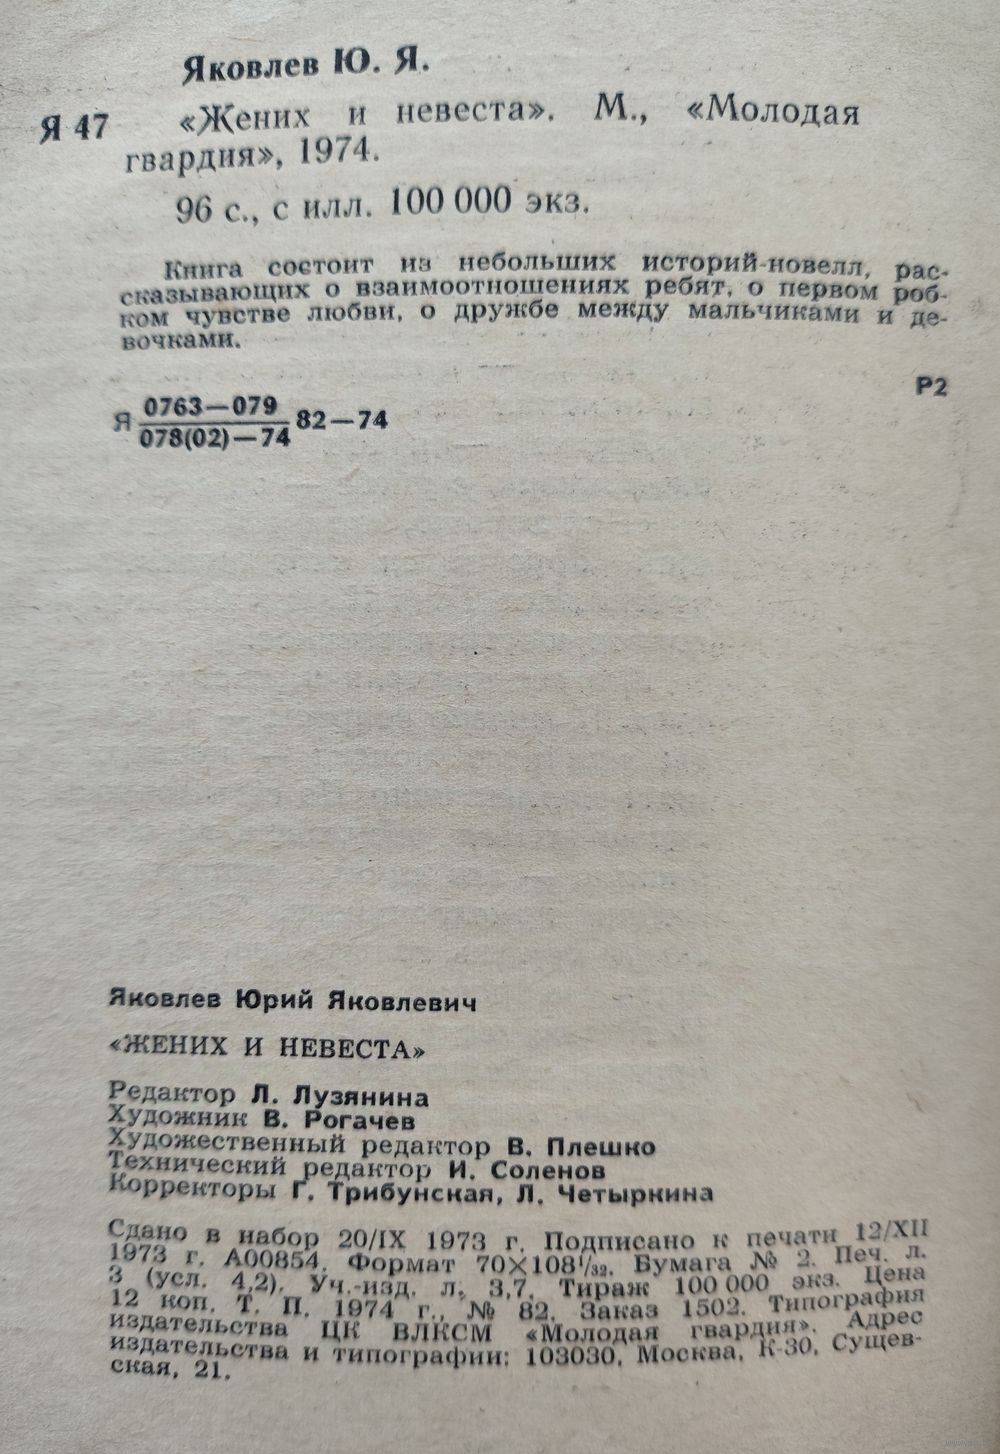 Яковлев Ю. Я.
Я 47 «Жених и невеста». М., «Молодая
гвардия», 1974.
96 с., с илл. 100 000 экз.
Книга состоит из небольших историй-новелл, рас-
сказывающих о взаимоотношениях ребят, о первом роб-
ком чувстве любви, о дружбе между мальчиками и де-
вочками.
Р2
Я 0763—079
078(02)—74 82—74
Яковлев Юрий Яковлевич
«ЖЕНИХ И НЕВЕСТА»
Редактор Л. Лузянина
Художник В. Рогачев
Художественный редактор В. Плешко
Технический редактор И. Соленов
Корректоры Г. Трибунская, Л. Четыркина
Сдано в набор 20/IX 1973 г. Подписано к печати 12/XII
1973 г. А00854. Формат 70×108¹/₃₂. Бумага № 2. Печ. л.
3 (усл. 4,2). Уч.-изд. л. 3,7. Тираж 100 000 экз. Цена
12 коп. Т. П. 1974 г., № 82. Заказ 1502. Типография
издательства ЦК ВЛКСМ «Молодая гвардия». Адрес
издательства и типографии: 103030, Москва, К-30, Сущев-
ская, 21.